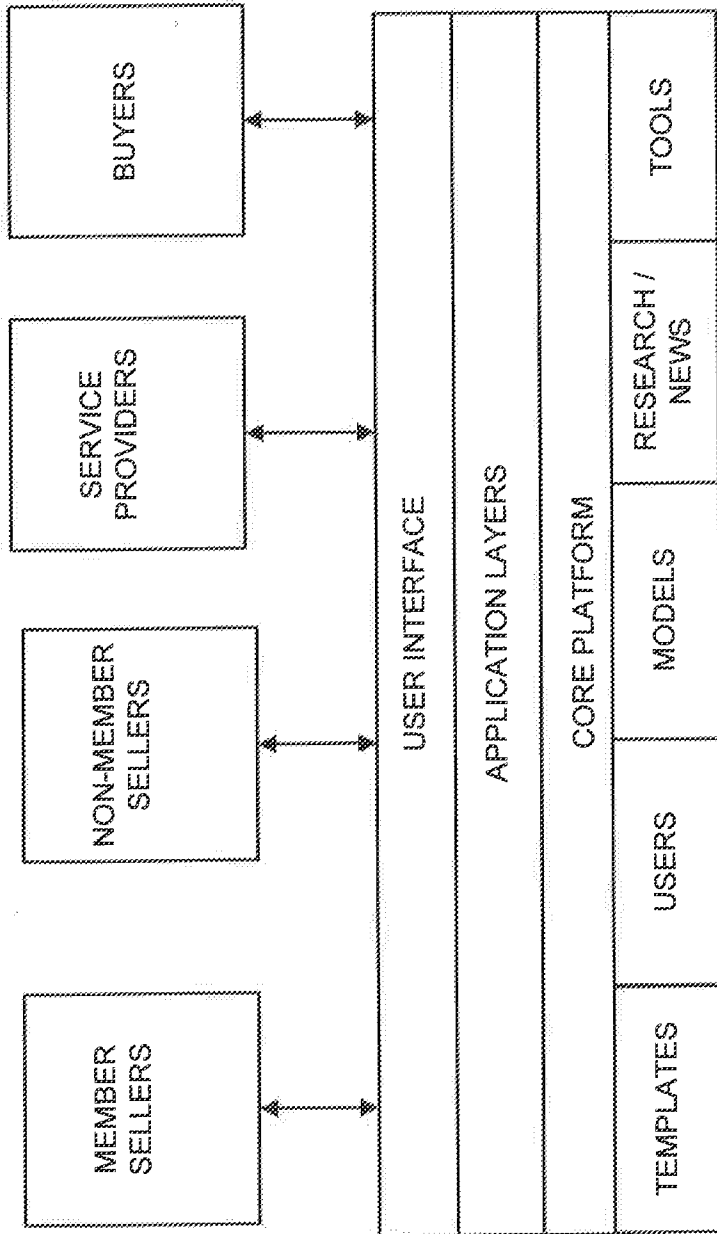 MEMBER
SELLERS
NON-MEMBER
SELLERS
SERVICE
PROVIDERS
BUYERS
USER INTERFACE
APPLICATION LAYERS
CORE PLATFORM
TEMPLATES
USERS
MODELS
RESEARCH /
NEWS
TOOLS